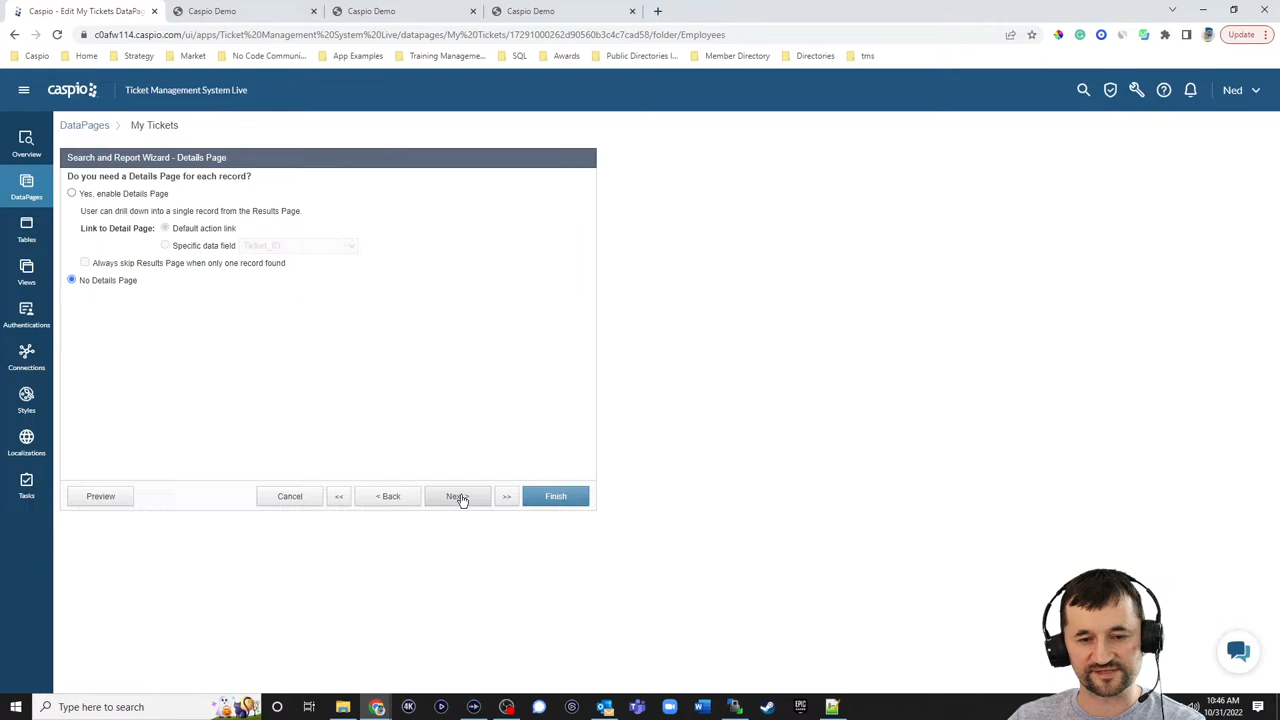 Caspio - Edit My Tickets DataPag
Caspio Demo
Caspio Demo
Caspio Demo
c0afw114.caspio.com/ui/apps/Ticket%20Management%20System%20Live/datapages/My%20Tickets/17291000262d90560b3c4c7cad58/folder/Employees
Update
Caspio
Home
Strategy
Market
No Code Communi...
App Examples
Training Manageme...
SQL
Awards
Public Directories I...
Member Directory
Directories
tms
caspio
Ticket Management System Live
Ned
Overview
DataPages
Tables
Views
Authentications
Connections
Styles
Localizations
Tasks
DataPages
My Tickets
Search and Report Wizard - Details Page
Do you need a Details Page for each record?
Yes, enable Details Page
User can drill down into a single record from the Results Page.
Link to Detail Page: Default action link
Specific data field Ticket_ID
Always skip Results Page when only one record found
No Details Page
Preview
Cancel
<<
< Back
>>
Finish
Type here to search
4K
EPIC
10:46 AM
10/31/2022